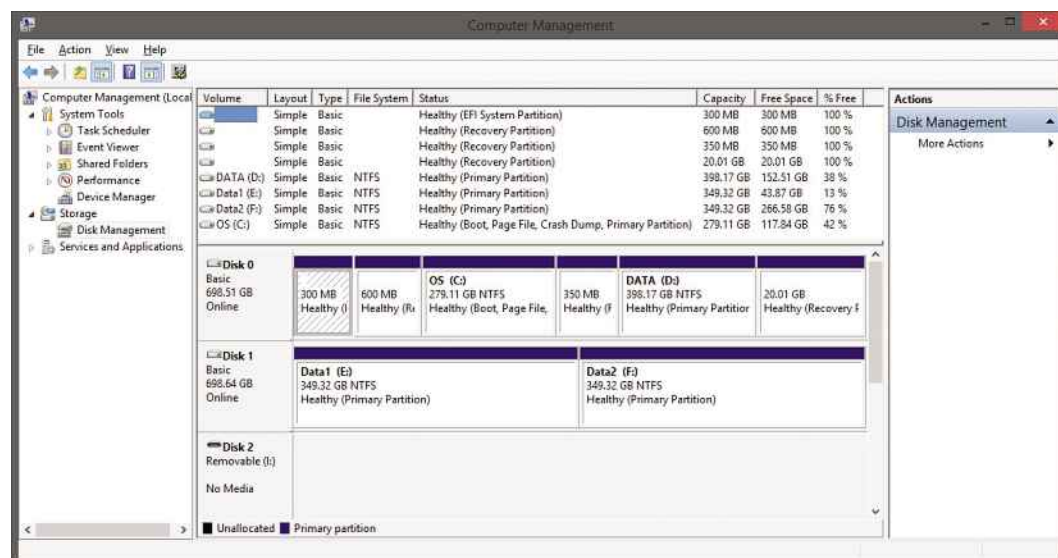 Computer Management
File Action View Help
Computer Management (Local
System Tools
Task Scheduler
Event Viewer
Shared Folders
Performance
Device Manager
Storage
Disk Management
Services and Applications
Volume Layout Type File System Status Capacity Free Space % Free
Simple Basic Healthy (EFI System Partition) 300 MB 300 MB 100 %
Simple Basic Healthy (Recovery Partition) 600 MB 600 MB 100 %
Simple Basic Healthy (Recovery Partition) 350 MB 350 MB 100 %
Simple Basic Healthy (Recovery Partition) 20.01 GB 20.01 GB 100 %
DATA (D:) Simple Basic NTFS Healthy (Primary Partition) 398.17 GB 152.51 GB 38 %
Data1 (E:) Simple Basic NTFS Healthy (Primary Partition) 349.32 GB 43.87 GB 13 %
Data2 (F:) Simple Basic NTFS Healthy (Primary Partition) 349.32 GB 266.58 GB 76 %
OS (C:) Simple Basic NTFS Healthy (Boot, Page File, Crash Dump, Primary Partition) 279.11 GB 117.84 GB 42 %
Disk 0
Basic
698.51 GB
Online
300 MB
Healthy (I
600 MB
Healthy (Re
OS (C:)
279.11 GB NTFS
Healthy (Boot, Page File,
350 MB
Healthy (F
DATA (D:)
398.17 GB NTFS
Healthy (Primary Partitior
20.01 GB
Healthy (Recovery F
Disk 1
Basic
698.64 GB
Online
Data1 (E:)
349.32 GB NTFS
Healthy (Primary Partition)
Data2 (F:)
349.32 GB NTFS
Healthy (Primary Partition)
Disk 2
Removable (I:)
No Media
Unallocated Primary partition
Actions
Disk Management
More Actions